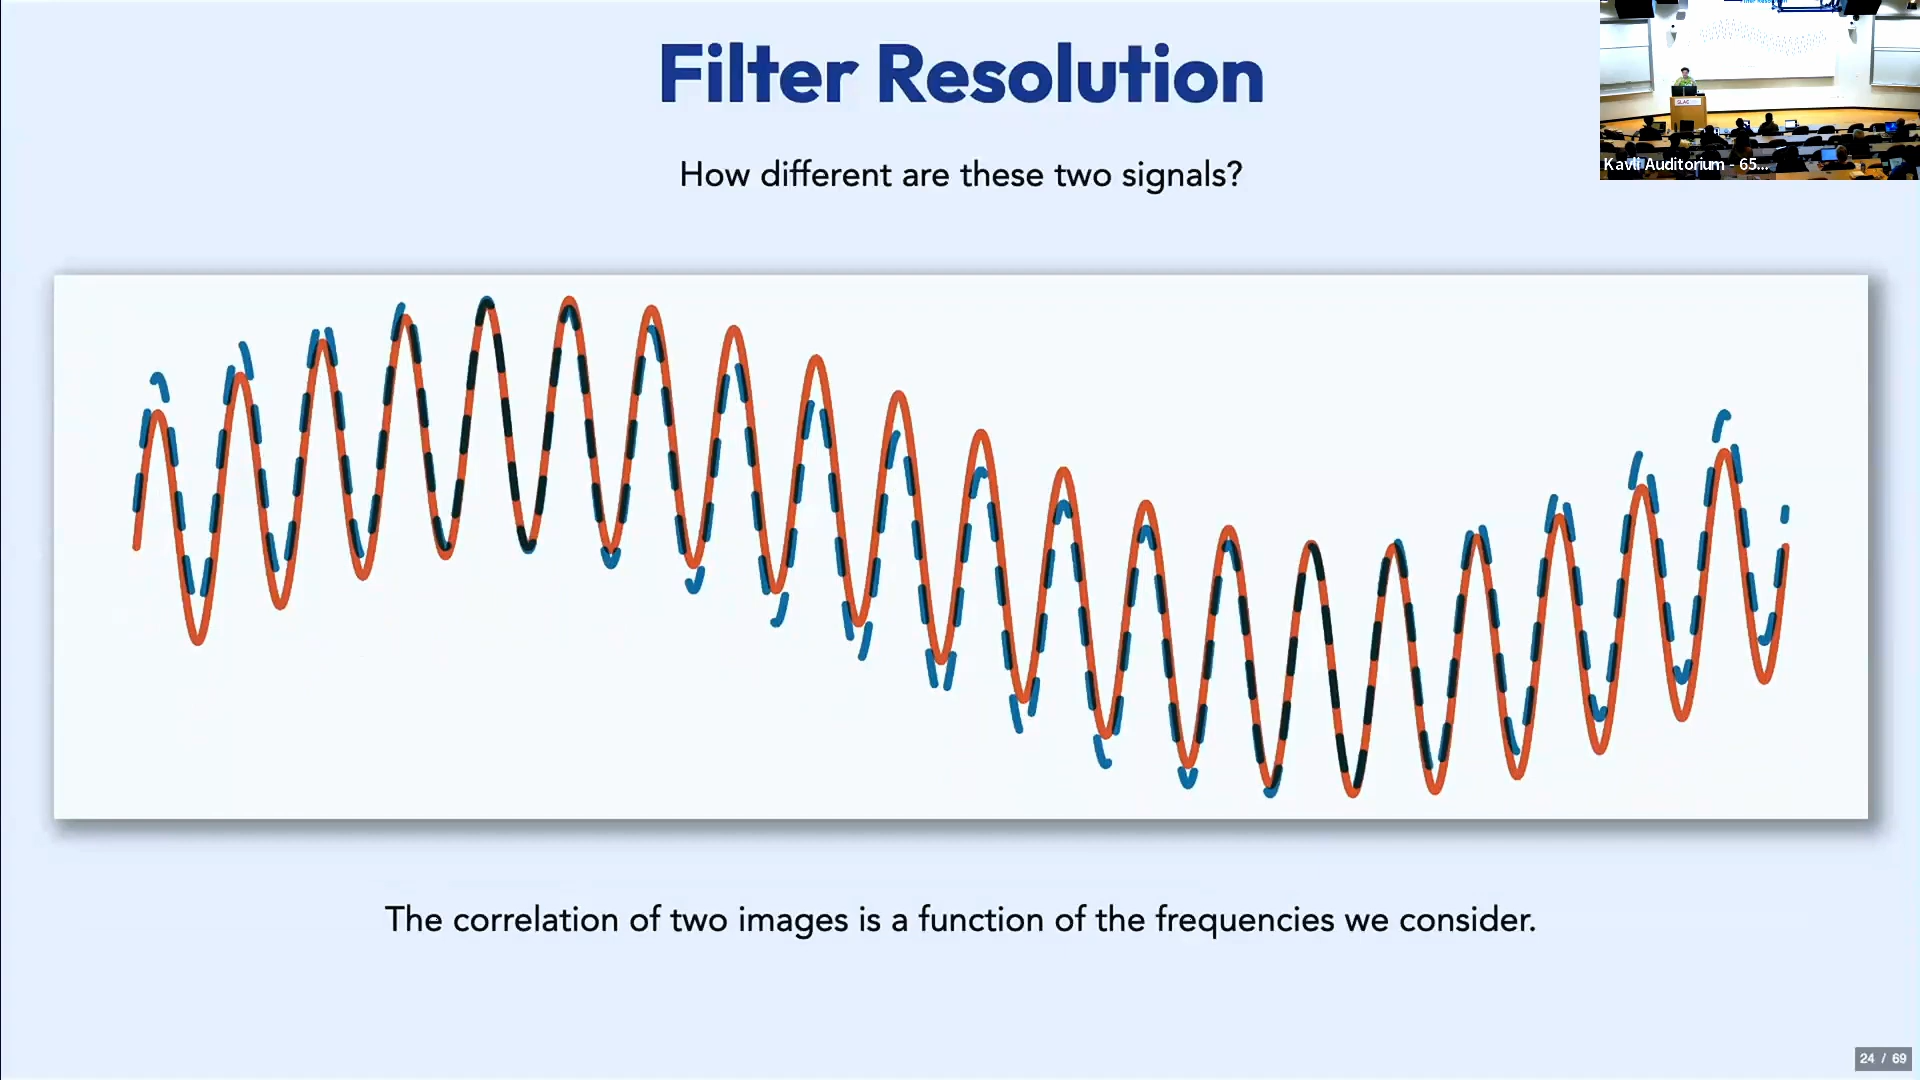 Filter Resolution
How different are these two signals?
Kavli Auditorium - 65...
SLAC
The correlation of two images is a function of the frequencies we consider.
24 / 69